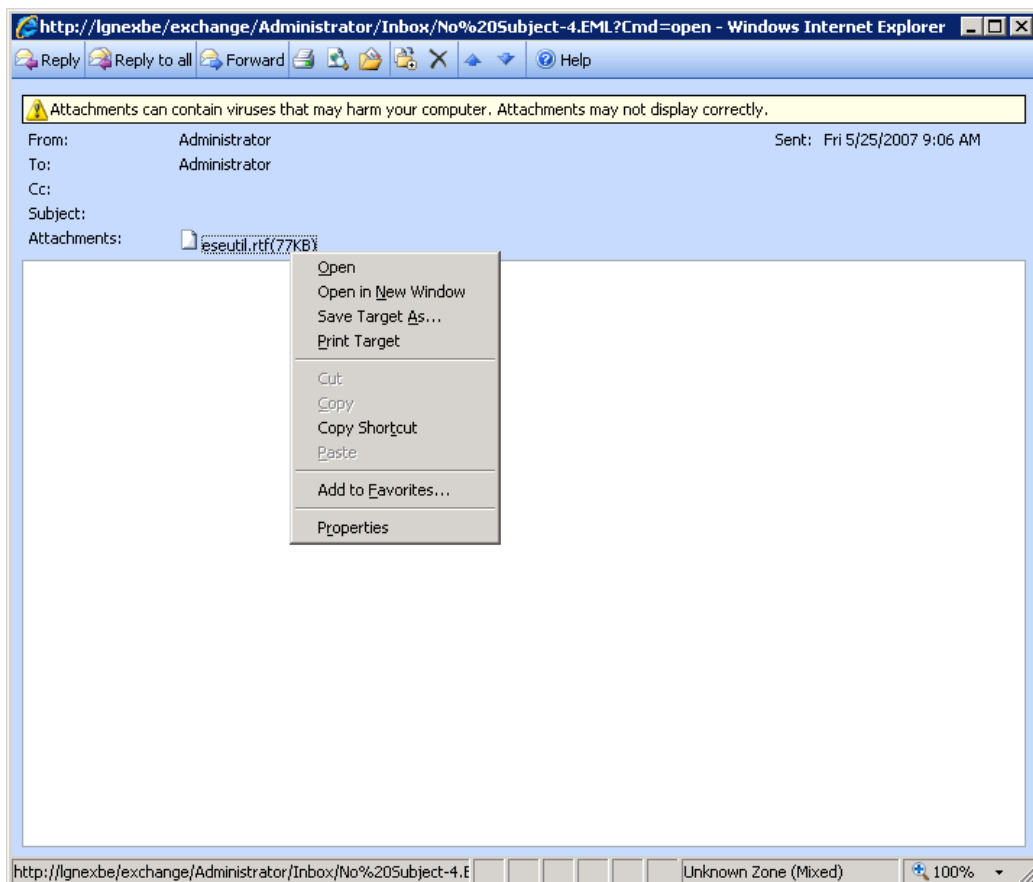 http://lgnexbe/exchange/Administrator/Inbox/No%20Subject-4.EML?Cmd=open - Windows Internet Explorer
Reply Reply to all Forward Help
Attachments can contain viruses that may harm your computer. Attachments may not display correctly.
From: Administrator Sent: Fri 5/25/2007 9:06 AM
To: Administrator
Cc:
Subject:
Attachments: eseutil.rtf(77KB)
Open
Open in New Window
Save Target As...
Print Target
Cut
Copy
Copy Shortcut
Paste
Add to Favorites...
Properties
http://lgnexbe/exchange/Administrator/Inbox/No%20Subject-4.E Unknown Zone (Mixed) 100%